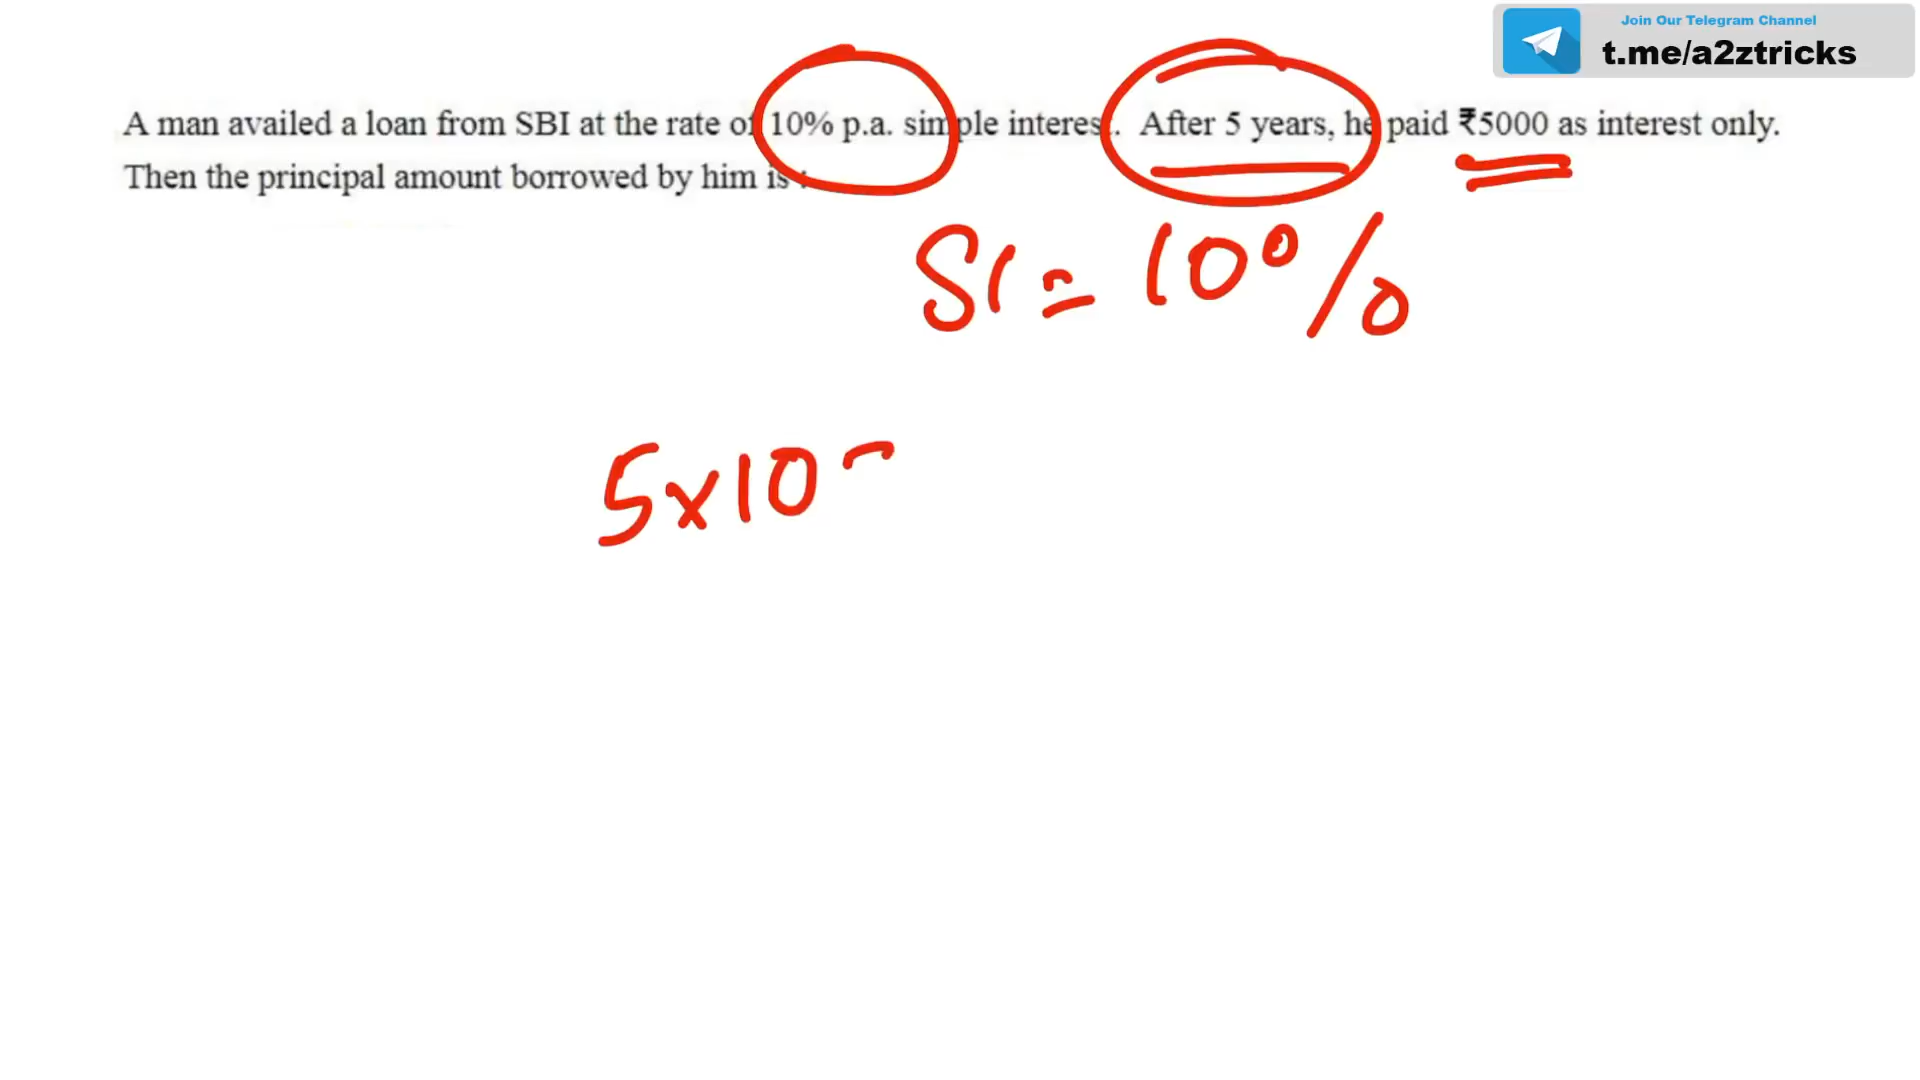 Join Our Telegram Channel
t.me/a2ztricks
A man availed a loan from SBI at the rate of 10% p.a. simple interest. After 5 years, he paid ₹5000 as interest only.
Then the principal amount borrowed by him is :
SI = 10%
5x10